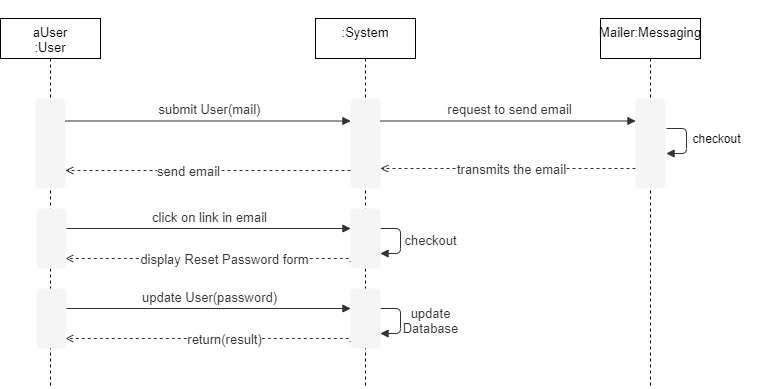 aUser
:User
:System
Mailer:Messaging
submit User(mail)
request to send email
checkout
send email
transmits the email
click on link in email
checkout
display Reset Password form
update User(password)
update
Database
return(result)